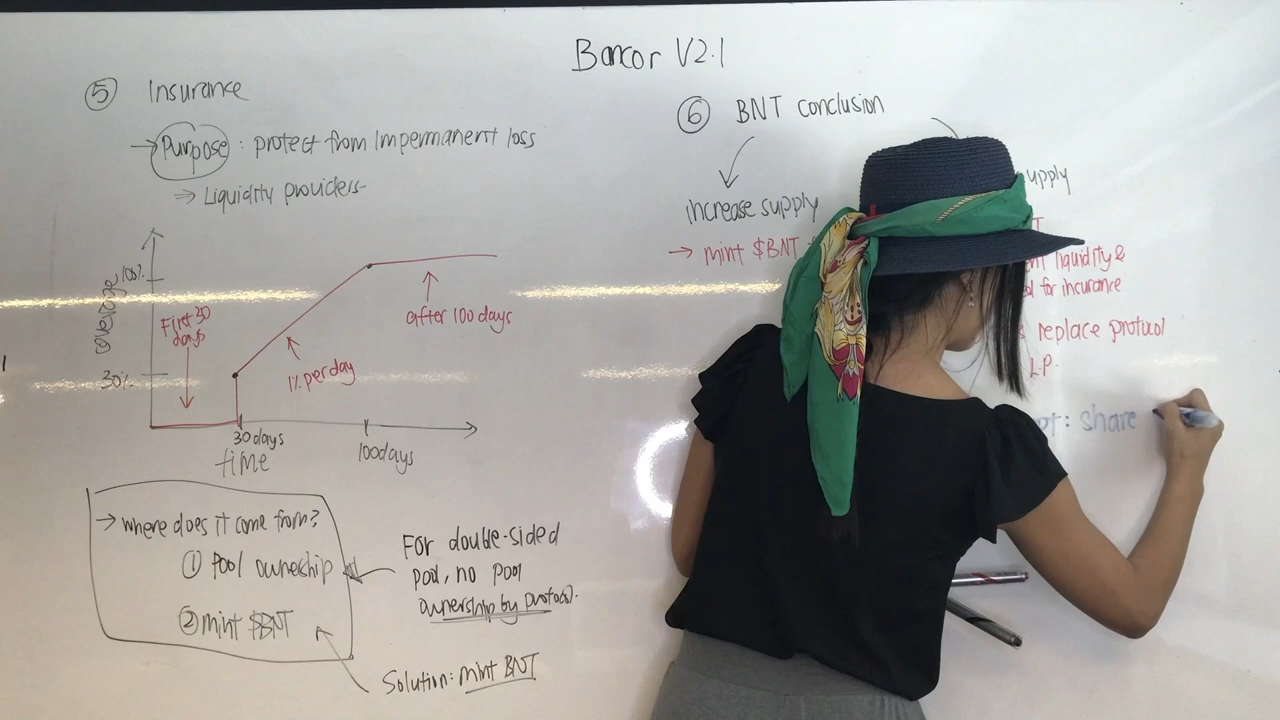 Bancor V2.1
⑤ Insurance
→ Purpose : protect from Impermanent loss
⇒ Liquidity providers
coverage
100%
30%
First 30
days
1% per day
after 100 days
30 days
100 days
time
→ where does it come from?
① Pool ownership
② mint $BNT
For double-sided
pool, no pool
ownership by protocol.
Solution: mint BNT
⑥ BNT conclusion
increase supply
→ mint $BNT
liquidity &
for incurance
replace protocol
L.P.
: share